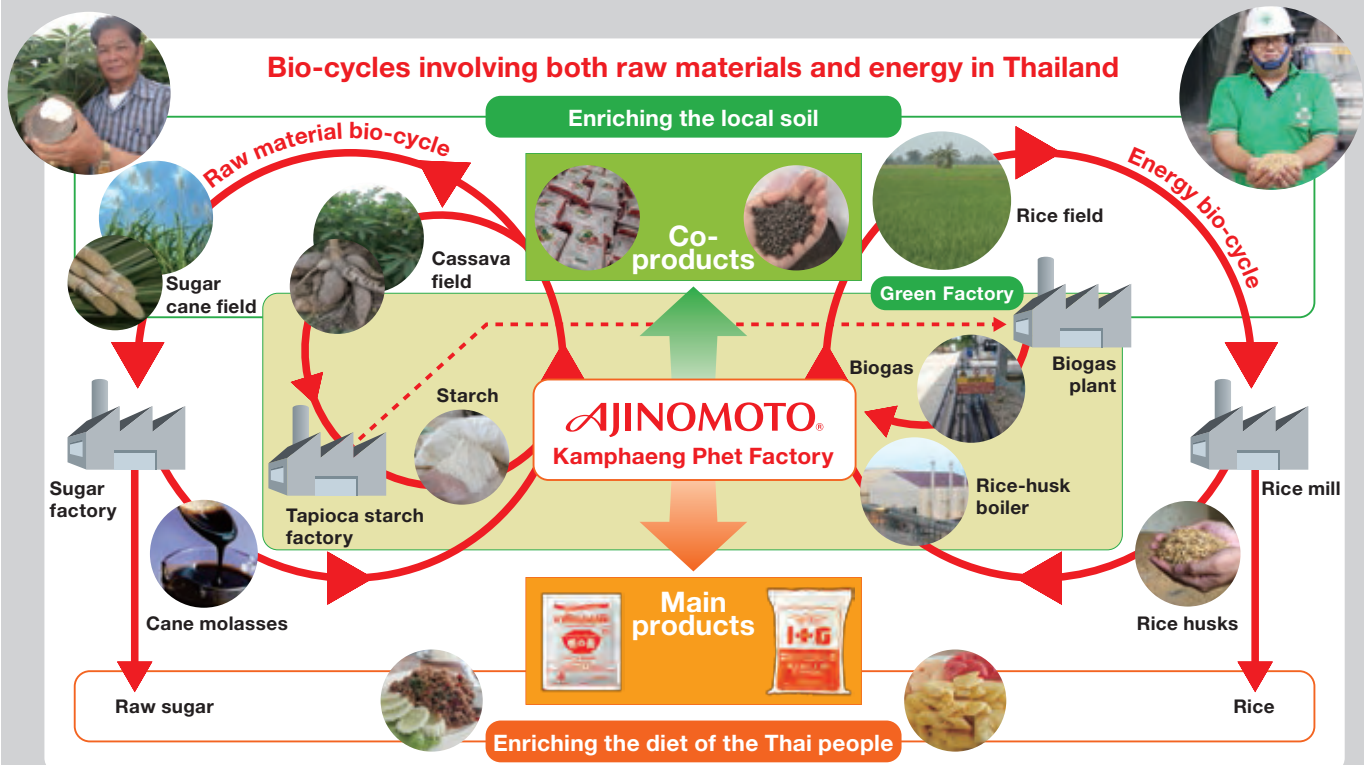 Bio-cycles involving both raw materials and energy in Thailand
Enriching the local soil
Raw material bio-cycle
Energy bio-cycle
Co-
products
Rice field
Sugar
cane field
Cassava
field
Green Factory
Biogas
Biogas
plant
Starch
AJINOMOTO®
Kamphaeng Phet Factory
Sugar
factory
Tapioca starch
factory
Rice-husk
boiler
Rice mill
Cane molasses
Main
products
I+G
Rice husks
Raw sugar
Rice
Enriching the diet of the Thai people